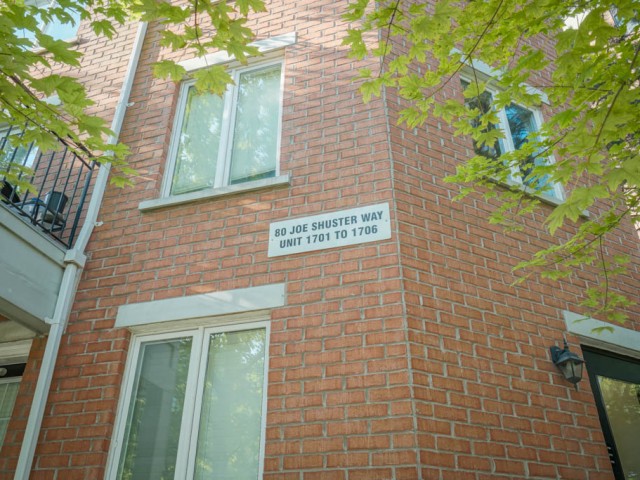 80 JOE SHUSTER WAY
UNIT 1701 TO 1706